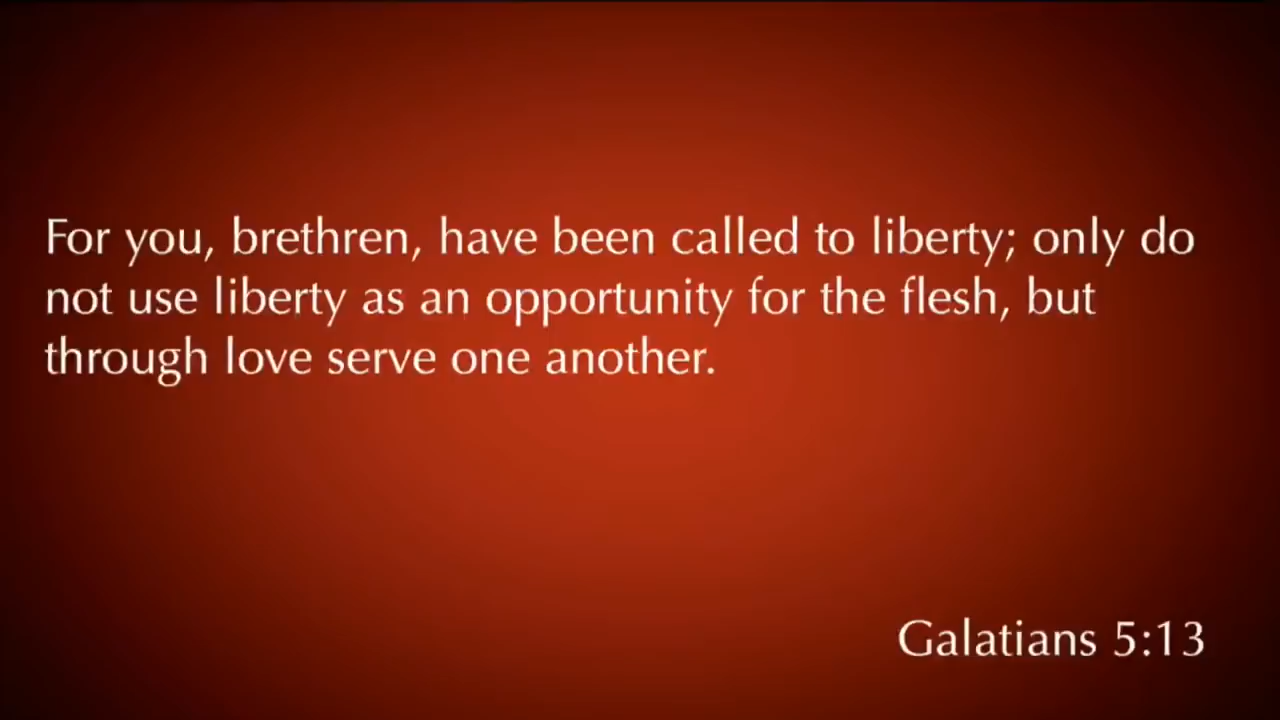 For you, brethren, have been called to liberty; only do
not use liberty as an opportunity for the flesh, but
through love serve one another.
Galatians 5:13